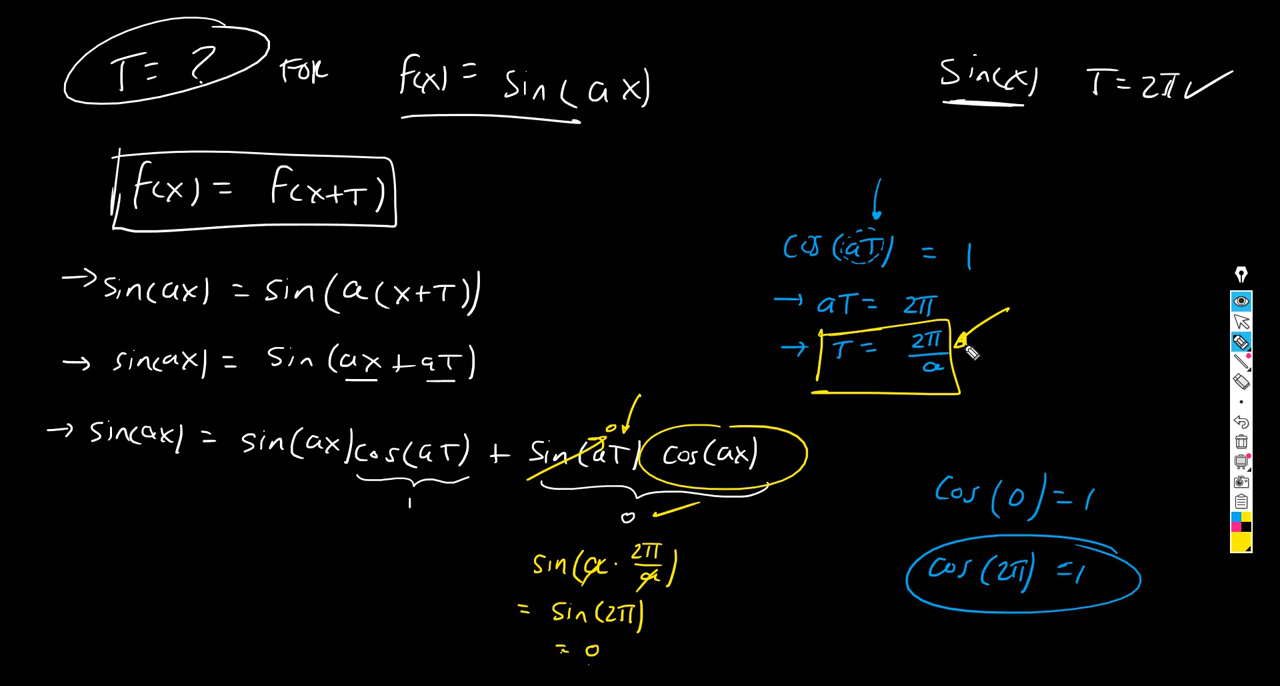 T = ? FOR f(x) = sin(ax)
sin(x) T = 2π ✓
f(x) = f(x+T)
→ sin(ax) = sin(a(x+T))
→ sin(ax) = sin(ax + aT)
→ sin(ax) = sin(ax) cos(aT) + sin(aT) cos(ax)
1
0
0 ✓
sin(a · 2π/a)
= sin(2π)
= 0
cos(aT) = 1
→ aT = 2π
→ T = 2π/a
cos(0) = 1
cos(2π) = 1